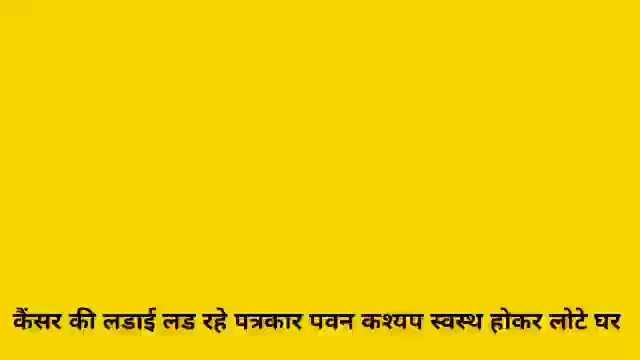 कैंसर की लडाई लड रहे पत्रकार पवन कश्यप स्वस्थ होकर लोटे घर